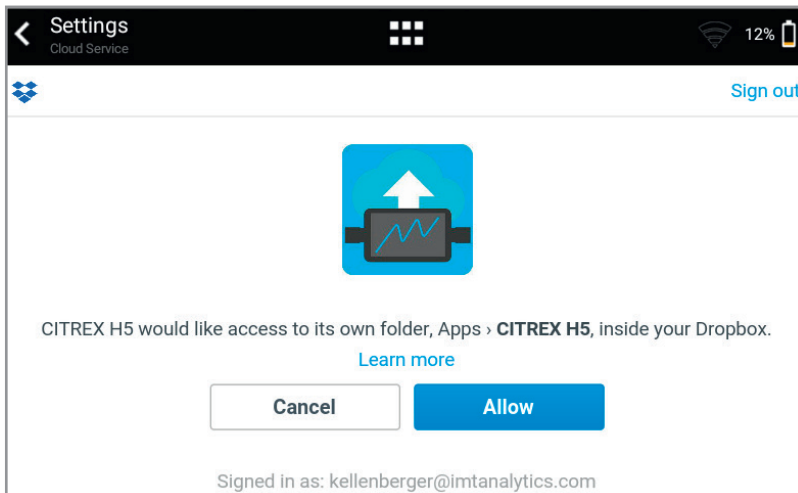 Settings
Cloud Service
12%
Sign out
CITREX H5 would like access to its own folder, Apps › CITREX H5, inside your Dropbox.
Learn more
Cancel
Allow
Signed in as: kellenberger@imtanalytics.com